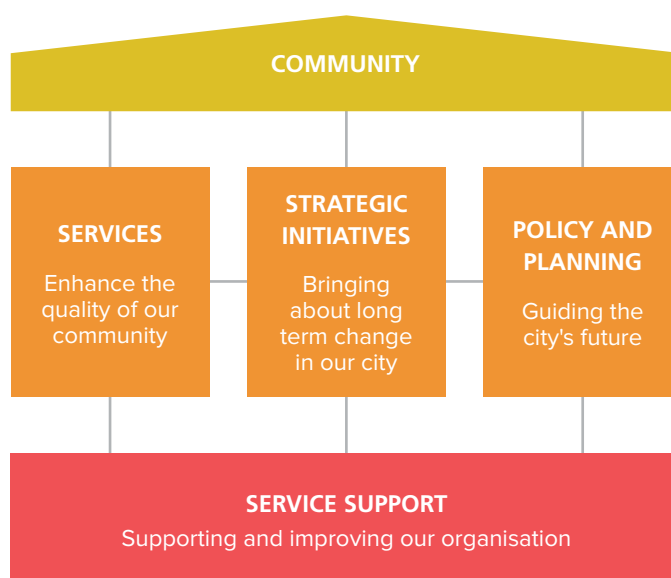 COMMUNITY
SERVICES
Enhance the
quality of our
community
STRATEGIC
INITIATIVES
Bringing
about long
term change
in our city
POLICY AND
PLANNING
Guiding the
city's future
SERVICE SUPPORT
Supporting and improving our organisation